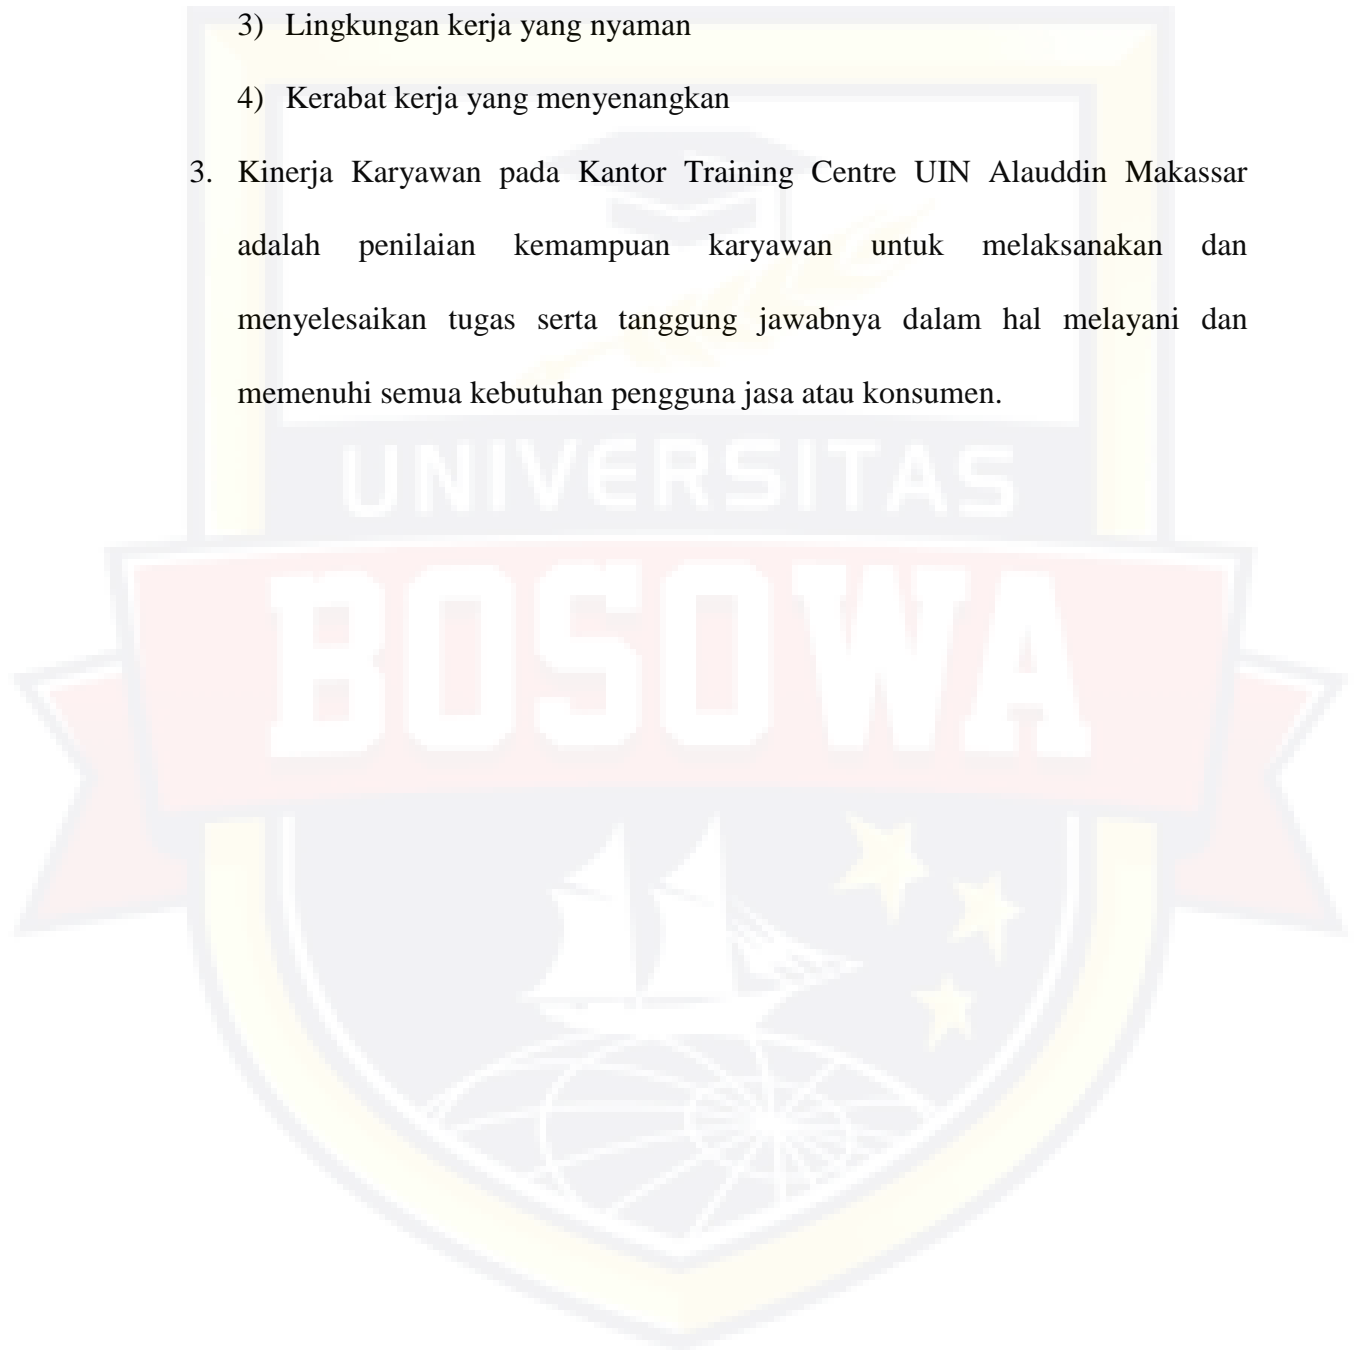 3) Lingkungan kerja yang nyaman
4) Kerabat kerja yang menyenangkan
3. Kinerja Karyawan pada Kantor Training Centre UIN Alauddin Makassar
adalah penilaian kemampuan karyawan untuk melaksanakan dan
menyelesaikan tugas serta tanggung jawabnya dalam hal melayani dan
memenuhi semua kebutuhan pengguna jasa atau konsumen.
UNIVERSITAS
BOSOWA